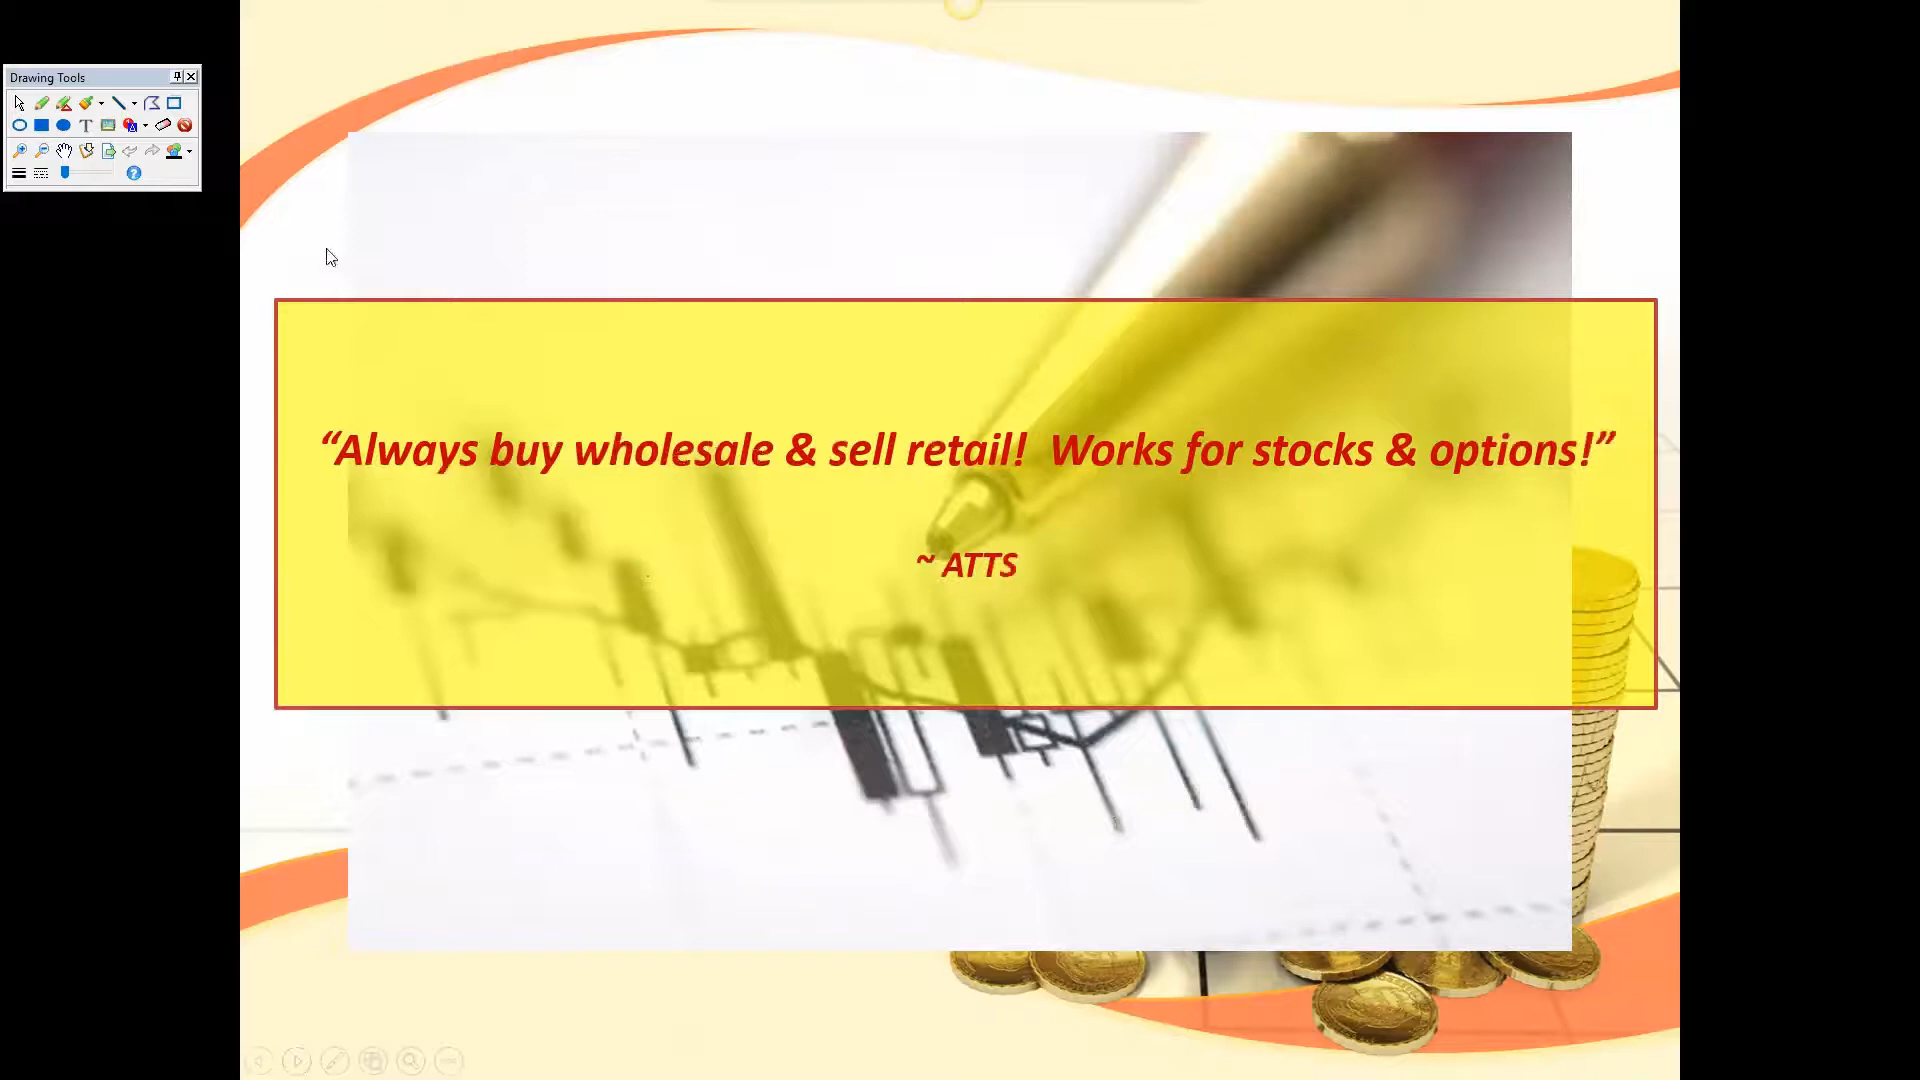 Drawing Tools
“Always buy wholesale & sell retail!  Works for stocks & options!”
~ ATTS